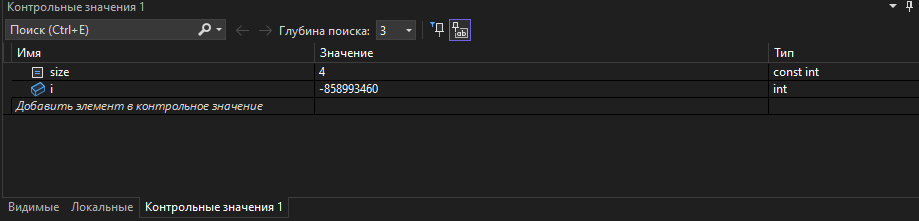 Контрольные значения 1
Поиск (Ctrl+E) Глубина поиска: 3
Имя Значение Тип
size 4 const int
i -858993460 int
Добавить элемент в контрольное значение
Видимые Локальные Контрольные значения 1